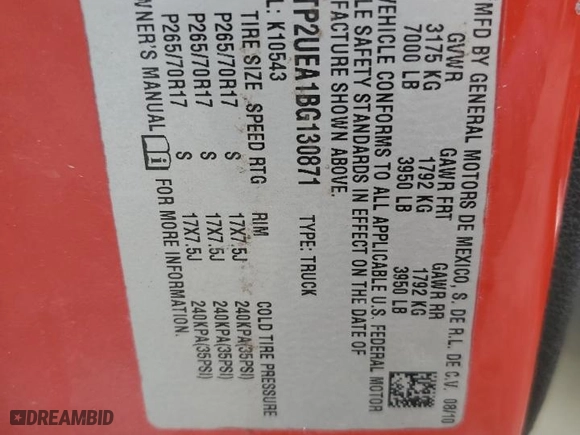 MFD BY GENERAL MOTORS DE MEXICO, S. DE R.L. DE C.V. 08/10
GVWR GAWR FRT GAWR RR
3175 KG 1792 KG 1792 KG
7000 LB 3950 LB 3950 LB
VEHICLE CONFORMS TO ALL APPLICABLE U.S. FEDERAL MOTOR
LE SAFETY STANDARDS IN EFFECT ON THE DATE OF
FACTURE SHOWN ABOVE.
TP2UEA1BG130871 TYPE: TRUCK
L: K10543
TIRE SIZE SPEED RTG RIM COLD TIRE PRESSURE
P265/70R17 S 17X7.5J 240KPA(35PSI)
P265/70R17 S 17X7.5J 240KPA(35PSI)
P265/70R17 S 17X7.5J 240KPA(35PSI)
WNER'S MANUAL i FOR MORE INFORMATION.
DREAMBID